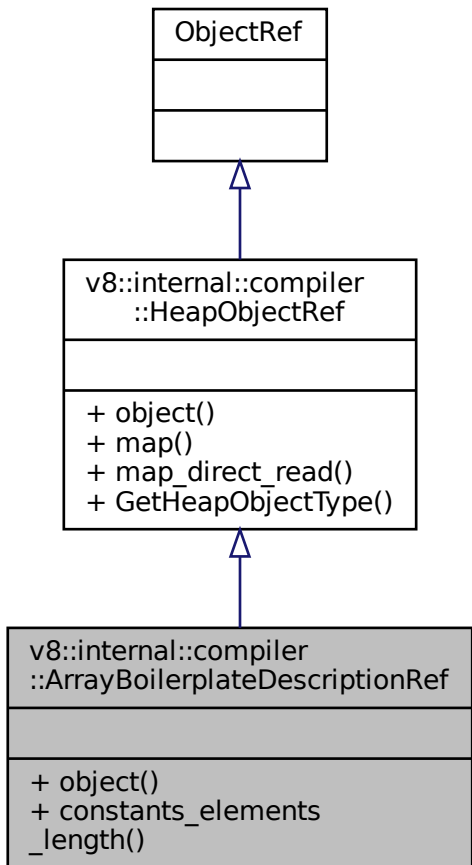 ObjectRef
v8::internal::compiler
::HeapObjectRef
+ object()
+ map()
+ map_direct_read()
+ GetHeapObjectType()
v8::internal::compiler
::ArrayBoilerplateDescriptionRef
+ object()
+ constants_elements
_length()